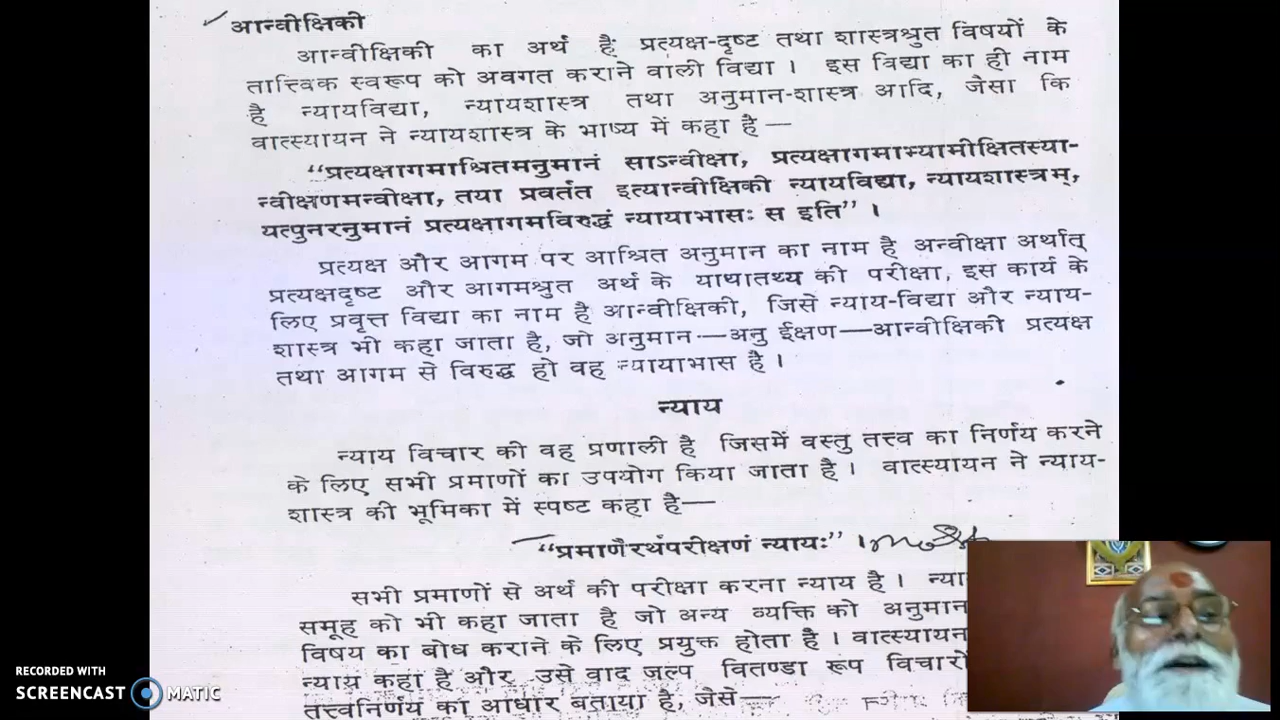 आन्वीक्षिकी
आन्वीक्षिकी का अर्थ है प्रत्यक्ष-दृष्ट तथा शास्त्रश्रुत विषयों के
तात्त्विक स्वरूप को अवगत कराने वाली विद्या । इस विद्या का ही नाम
है न्यायविद्या, न्यायशास्त्र तथा अनुमान-शास्त्र आदि, जैसा कि
वात्स्यायन ने न्यायशास्त्र के भाष्य में कहा है —
“प्रत्यक्षागमाश्रितमनुमानं साऽन्वीक्षा, प्रत्यक्षागमाभ्यामीक्षितस्या-
न्वीक्षणमन्वीक्षा, तया प्रवर्तत इत्यान्वीक्षिकी न्यायविद्या, न्यायशास्त्रम्,
यत्पुनरनुमानं प्रत्यक्षागमविरुद्धं न्यायाभासः स इति” ।
प्रत्यक्ष और आगम पर आश्रित अनुमान का नाम है अन्वीक्षा अर्थात्
प्रत्यक्षदृष्ट और आगमश्रुत अर्थ के याथातथ्य की परीक्षा, इस कार्य के
लिए प्रवृत्त विद्या का नाम है आन्वीक्षिकी, जिसे न्याय-विद्या और न्याय-
शास्त्र भी कहा जाता है, जो अनुमान—अनु ईक्षण—आन्वीक्षिकी प्रत्यक्ष
तथा आगम से विरुद्ध हो वह न्यायाभास है ।
न्याय
न्याय विचार की वह प्रणाली है जिसमें वस्तु तत्त्व का निर्णय करने
के लिए सभी प्रमाणों का उपयोग किया जाता है । वात्स्यायन ने न्याय-
शास्त्र की भूमिका में स्पष्ट कहा है—
“प्रमाणैरर्थपरीक्षणं न्यायः” ।
सभी प्रमाणों से अर्थ की परीक्षा करना न्याय है ।
समूह को भी कहा जाता है जो अन्य व्यक्ति को अनुमान
विषय का बोध कराने के लिए प्रयुक्त होता है । वात्स्यायन
न्याय कहा है और उसे वाद जल्प वितण्डा रूप
तत्त्वनिर्णय का आधार बताया है, जैसे—
RECORDED WITH
SCREENCAST MATIC